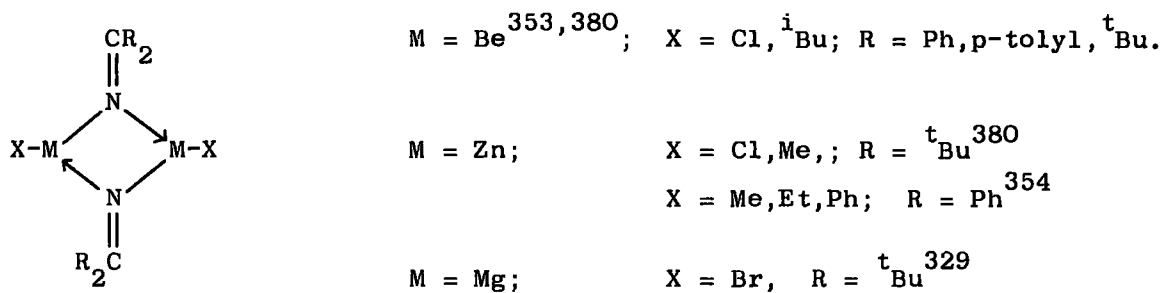 CR₂
N
X-M M-X
N
R₂C
M = Be³⁵³,³⁸⁰; X = Cl,ⁱBu; R = Ph,p-tolyl,ᵗBu.
M = Zn; X = Cl,Me,; R = ᵗBu³⁸⁰
X = Me,Et,Ph; R = Ph³⁵⁴
M = Mg; X = Br, R = ᵗBu³²⁹